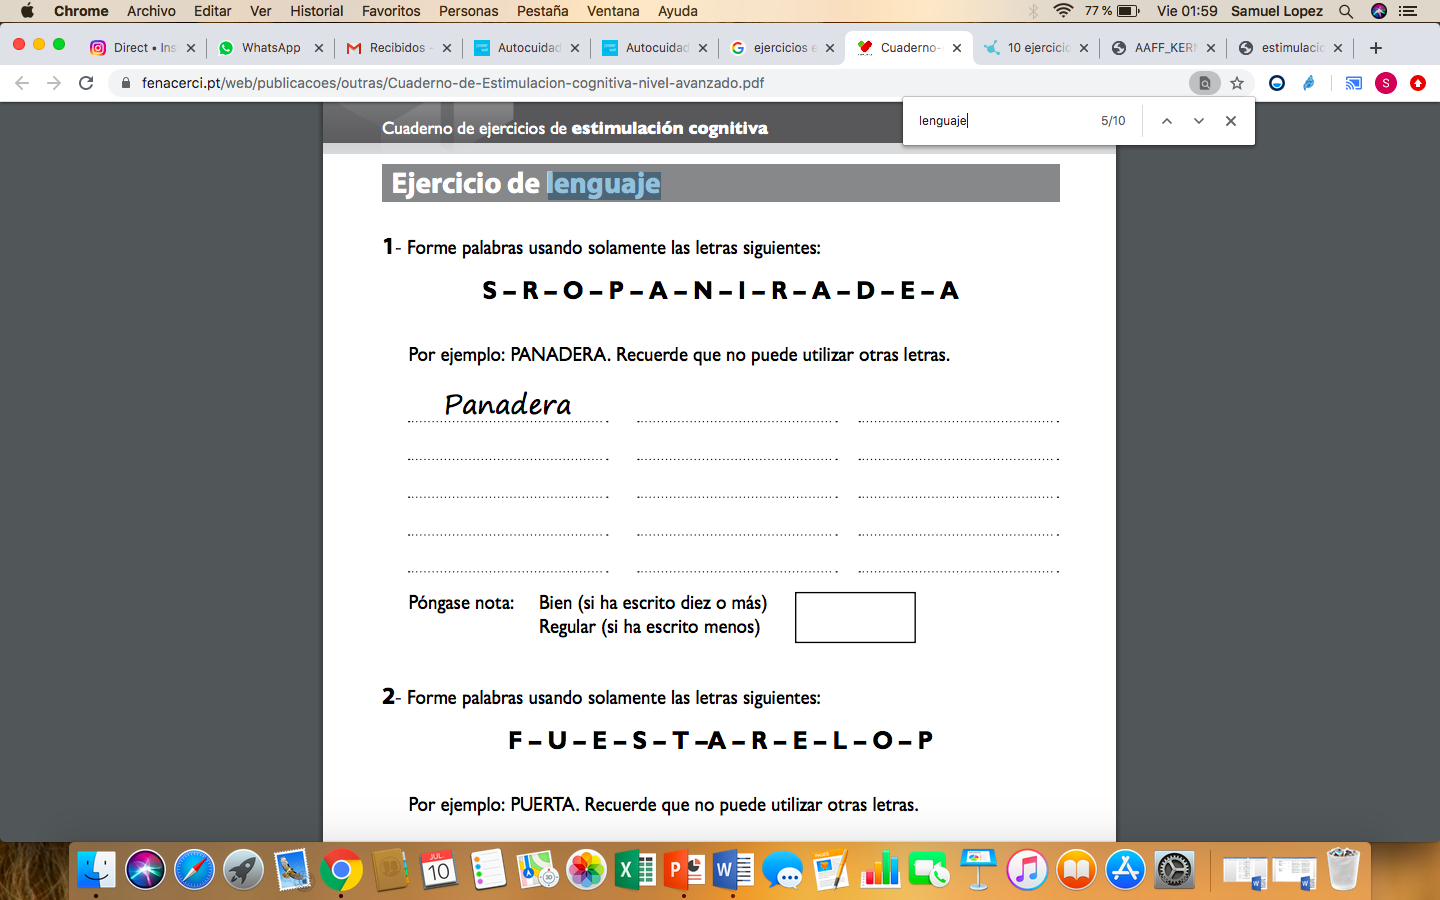 Chrome Archivo Editar Ver Historial Favoritos Personas Pestaña Ventana Ayuda 77 % Vie 01:59 Samuel Lopez
Direct • Ins WhatsApp Recibidos - Autocuidad Autocuidad ejercicios e Cuaderno- 10 ejercicio AAFF_KERN estimulació
fenacerci.pt/web/publicacoes/outras/Cuaderno-de-Estimulacion-cognitiva-nivel-avanzado.pdf S
lenguaje 5/10
Cuaderno de ejercicios de estimulación cognitiva
Ejercicio de lenguaje
1- Forme palabras usando solamente las letras siguientes:
S – R – O – P – A – N – I – R – A – D – E – A
Por ejemplo: PANADERA. Recuerde que no puede utilizar otras letras.
Panadera
Póngase nota: Bien (si ha escrito diez o más)
Regular (si ha escrito menos)
2- Forme palabras usando solamente las letras siguientes:
F – U – E – S – T –A – R – E – L – O – P
Por ejemplo: PUERTA. Recuerde que no puede utilizar otras letras.
JUL.
10